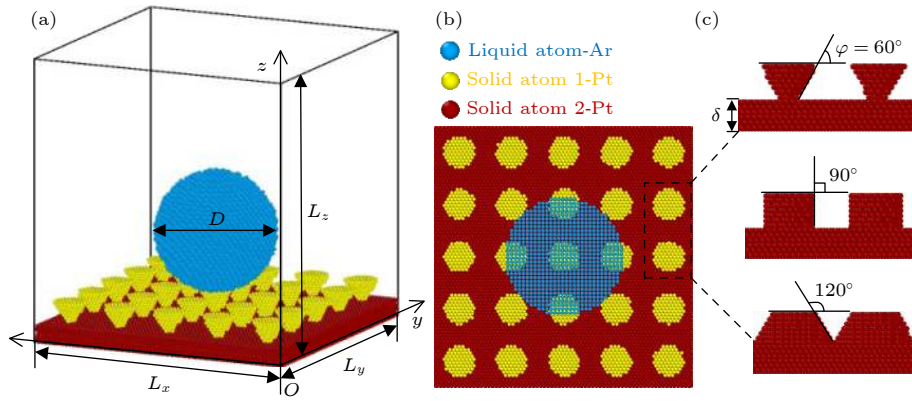 (a)
z
D
L_z
y
L_x
L_y
O
(b)
Liquid atom-Ar
Solid atom 1-Pt
Solid atom 2-Pt
(c)
φ = 60°
δ
90°
120°